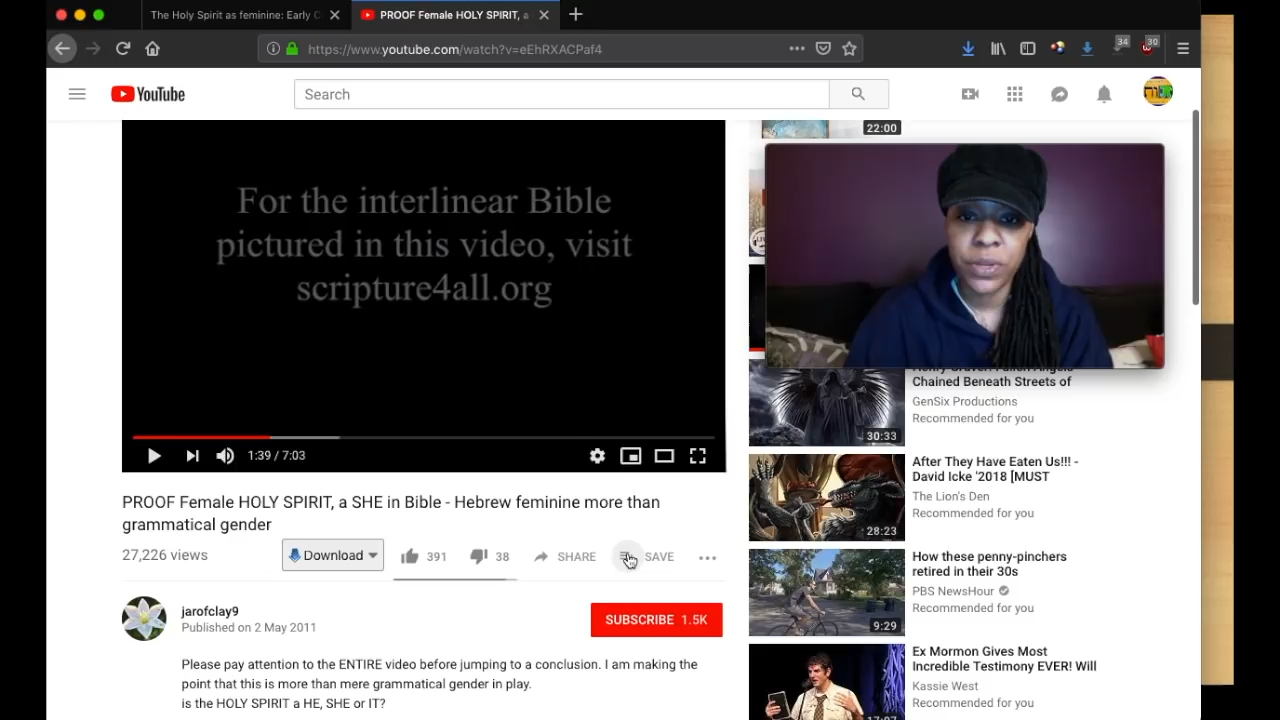 The Holy Spirit as feminine: Early C
PROOF Female HOLY SPIRIT, a
https://www.youtube.com/watch?v=eEhRXACPaf4
34
30
YouTube
Search
22:00
For the interlinear Bible
pictured in this video, visit
scripture4all.org
1:39 / 7:03
PROOF Female HOLY SPIRIT, a SHE in Bible - Hebrew feminine more than
grammatical gender
27,226 views
Download
391
38
SHARE
SAVE
jarofclay9
Published on 2 May 2011
SUBSCRIBE 1.5K
Please pay attention to the ENTIRE video before jumping to a conclusion. I am making the
point that this is more than mere grammatical gender in play.
is the HOLY SPIRIT a HE, SHE or IT?
Chained Beneath Streets of
GenSix Productions
Recommended for you
30:33
After They Have Eaten Us!!! -
David Icke '2018 [MUST
The Lion's Den
Recommended for you
28:23
How these penny-pinchers
retired in their 30s
PBS NewsHour
Recommended for you
9:29
Ex Mormon Gives Most
Incredible Testimony EVER! Will
Kassie West
Recommended for you